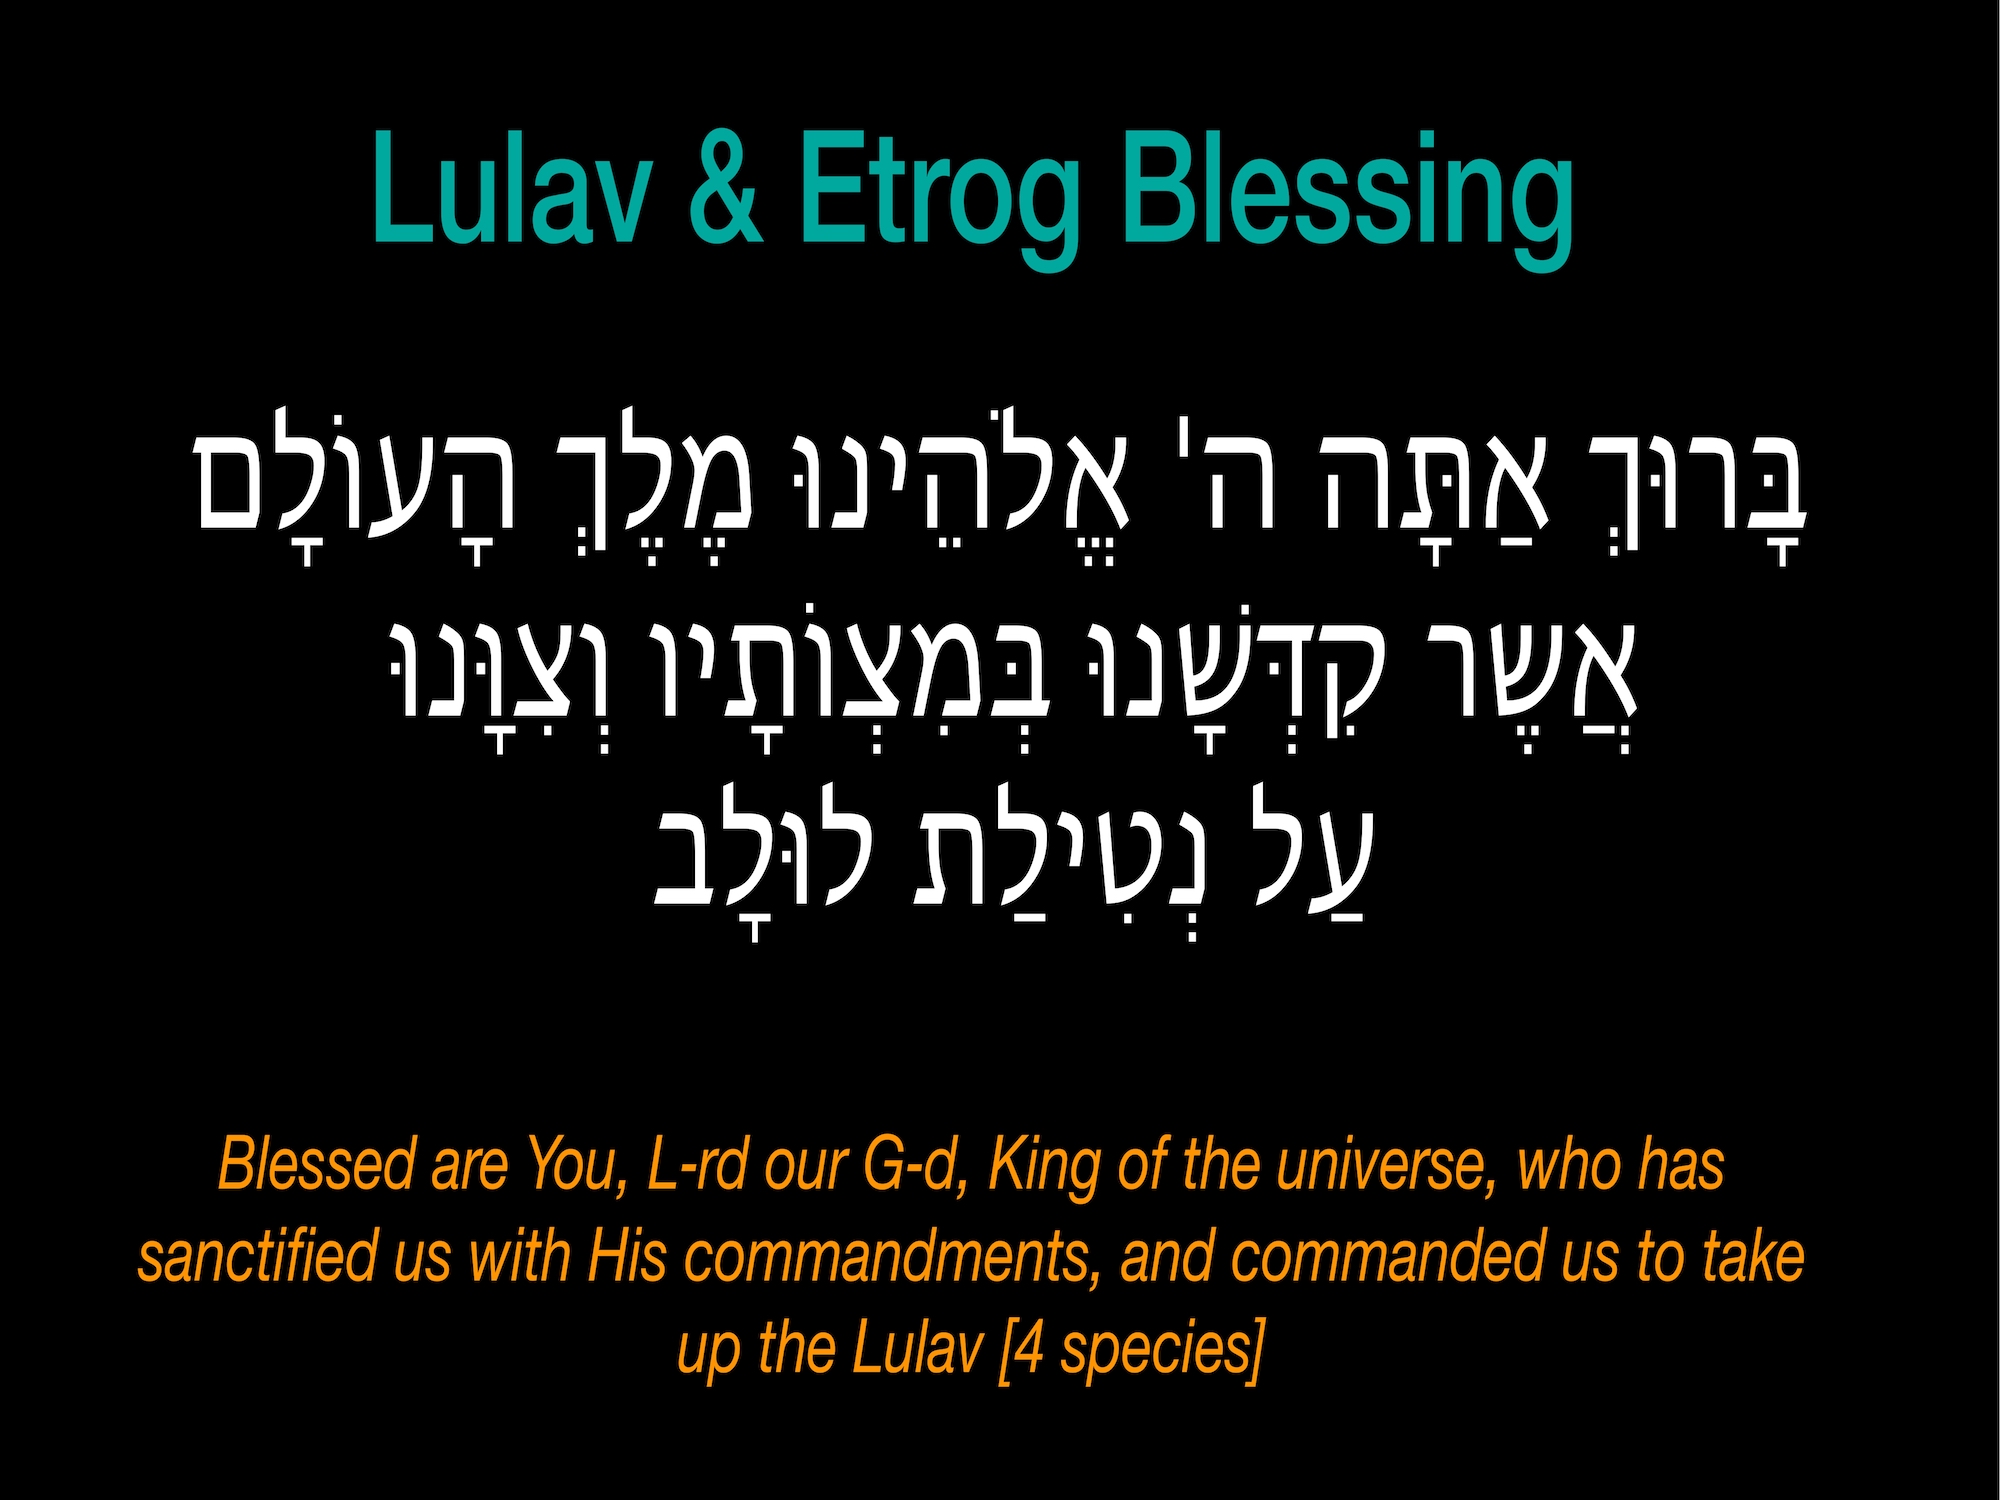 Lulav & Etrog Blessing
בָּרוּךְ אַתָּה ה' אֱלֹהֵינוּ מֶלֶךְ הָעוֹלָם
אֲשֶׁר קִדְּשָׁנוּ בְּמִצְוֹתָיו וְצִוָּנוּ
עַל נְטִילַת לוּלָב
Blessed are You, L-rd our G-d, King of the universe, who has
sanctified us with His commandments, and commanded us to take
up the Lulav [4 species]